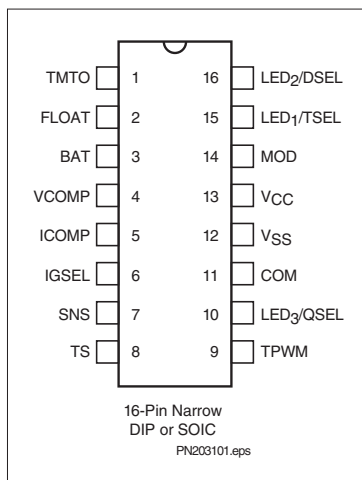 TMTO 1 16 LED2/DSEL
FLOAT 2 15 LED1/TSEL
BAT 3 14 MOD
VCOMP 4 13 VCC
ICOMP 5 12 VSS
IGSEL 6 11 COM
SNS 7 10 LED3/QSEL
TS 8 9 TPWM
16-Pin Narrow
DIP or SOIC
PN203101.eps